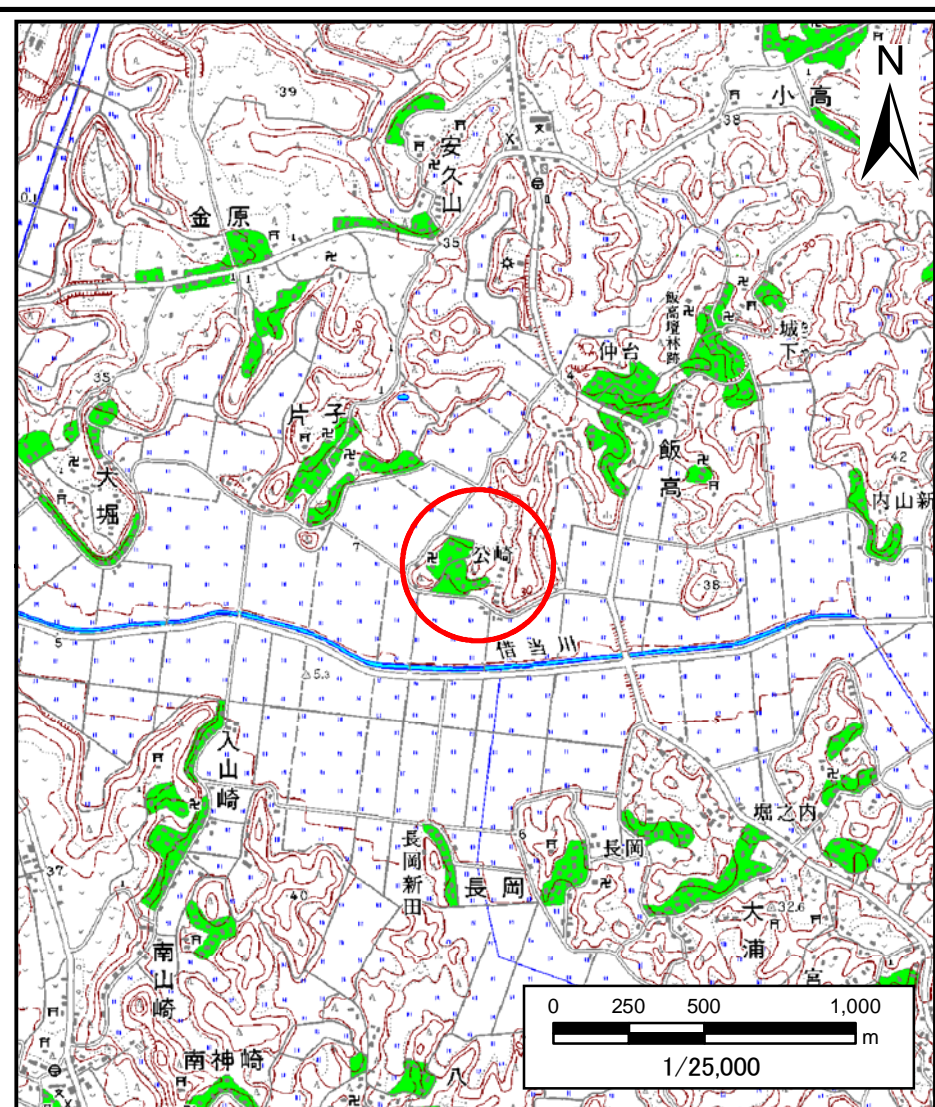 N
小高
39
38
安久山
金原
35
飯高壇林跡
城下
仲台
4
35
片子
飯高
42
大堀
内山新
7
公崎
30
38
5
借当川
5.3
入山崎
堀之内
長岡新田
6
長岡
長岡
37
40
32.6
大浦
宮
南山崎
南神崎
八
0 250 500 1,000
m
1/25,000